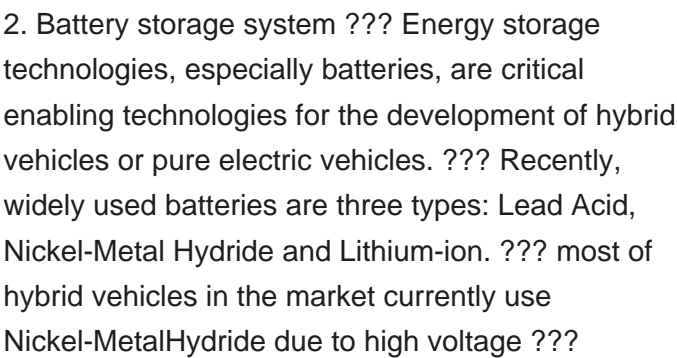 2. Battery storage system ??? Energy storage
technologies, especially batteries, are critical
enabling technologies for the development of hybrid
vehicles or pure electric vehicles. ??? Recently,
widely used batteries are three types: Lead Acid,
Nickel-Metal Hydride and Lithium-ion. ??? most of
hybrid vehicles in the market currently use
Nickel-MetalHydride due to high voltage ???